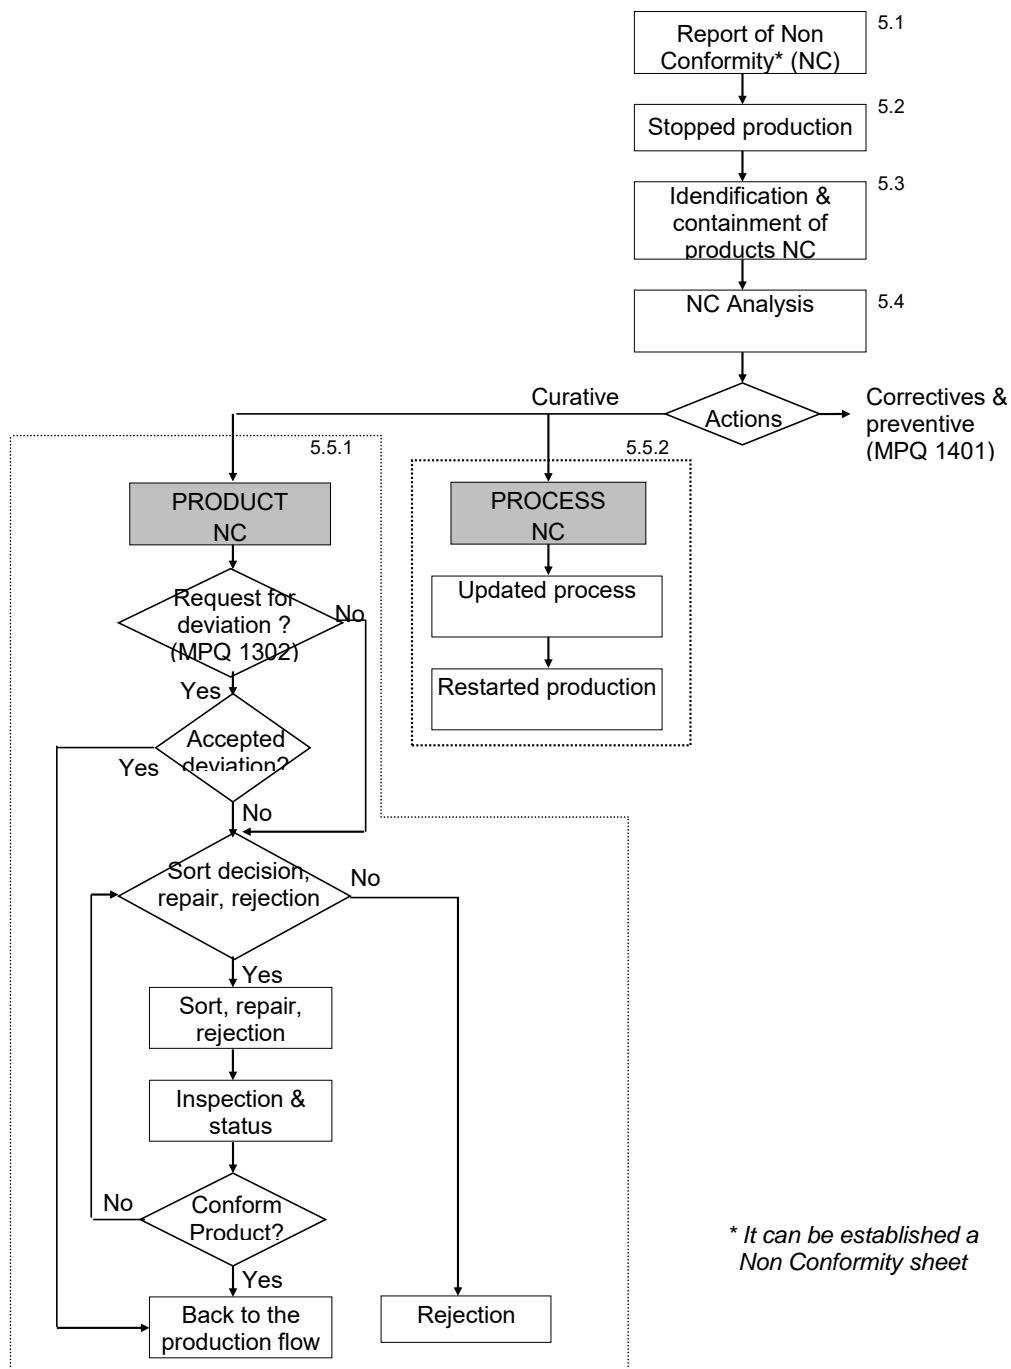 Report of Non
Conformity* (NC)
5.1
Stopped production
5.2
Idendification &
containment of
products NC
5.3
NC Analysis
5.4
Actions
Curative
Correctives &
preventive
(MPQ 1401)
5.5.1
PRODUCT
NC
Request for
deviation ?
(MPQ 1302)
No
Yes
Accepted
deviation?
Yes
No
Sort decision,
repair, rejection
No
Yes
Sort, repair,
rejection
Inspection &
status
Conform
Product?
No
Yes
Back to the
production flow
Rejection
5.5.2
PROCESS
NC
Updated process
Restarted production
* It can be established a
Non Conformity sheet